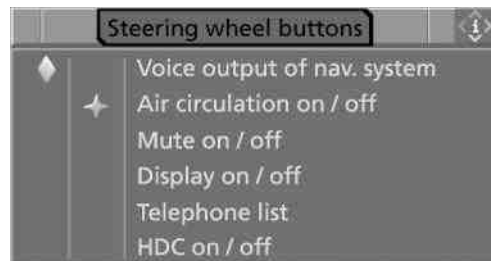 Steering wheel buttons
Voice output of nav. system
Air circulation on / off
Mute on / off
Display on / off
Telephone list
HDC on / off